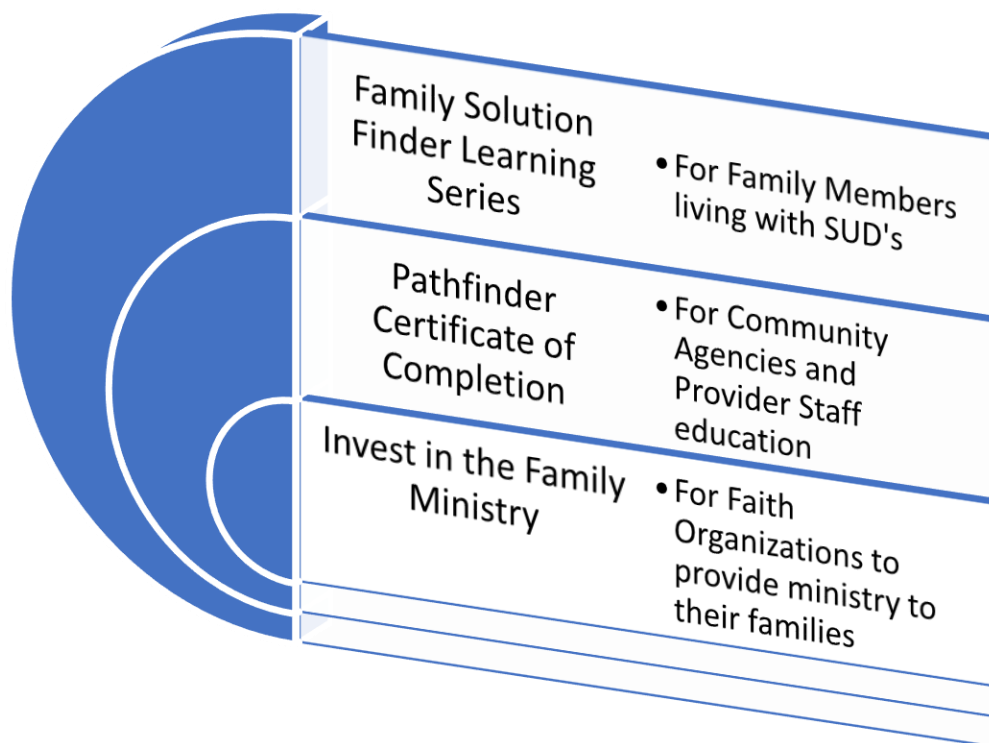 Family Solution
Finder Learning
Series
• For Family Members
living with SUD's
Pathfinder
Certificate of
Completion
• For Community
Agencies and
Provider Staff
education
Invest in the Family
Ministry
• For Faith
Organizations to
provide ministry to
their families